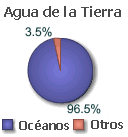 Agua de la Tierra
3.5%
96.5%
Océanos Otros